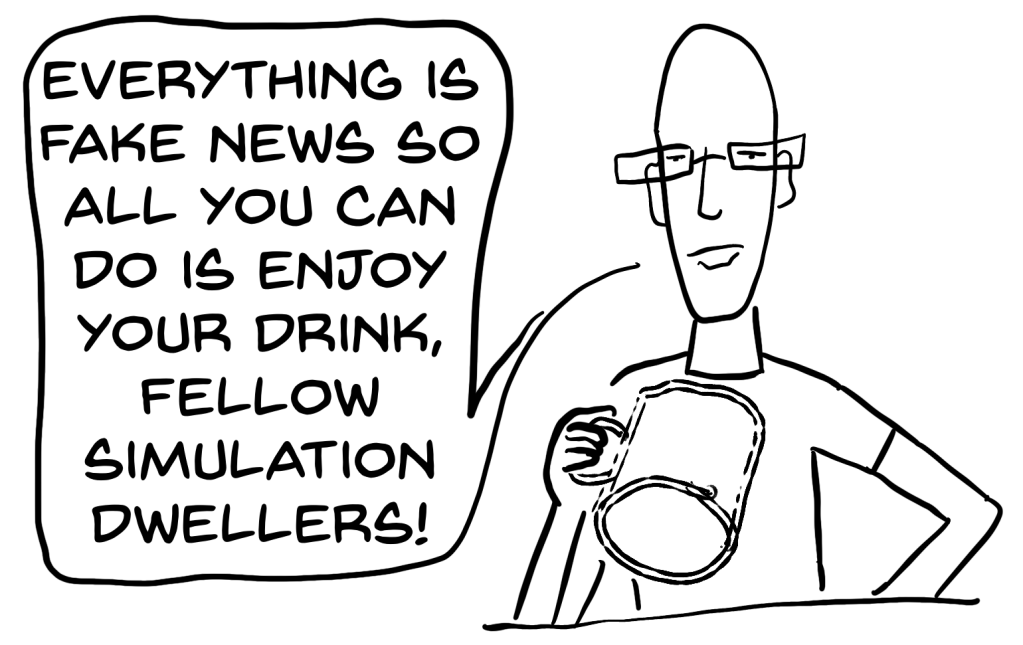 EVERYTHING IS
FAKE NEWS SO
ALL YOU CAN
DO IS ENJOY
YOUR DRINK,
FELLOW
SIMULATION
DWELLERS!